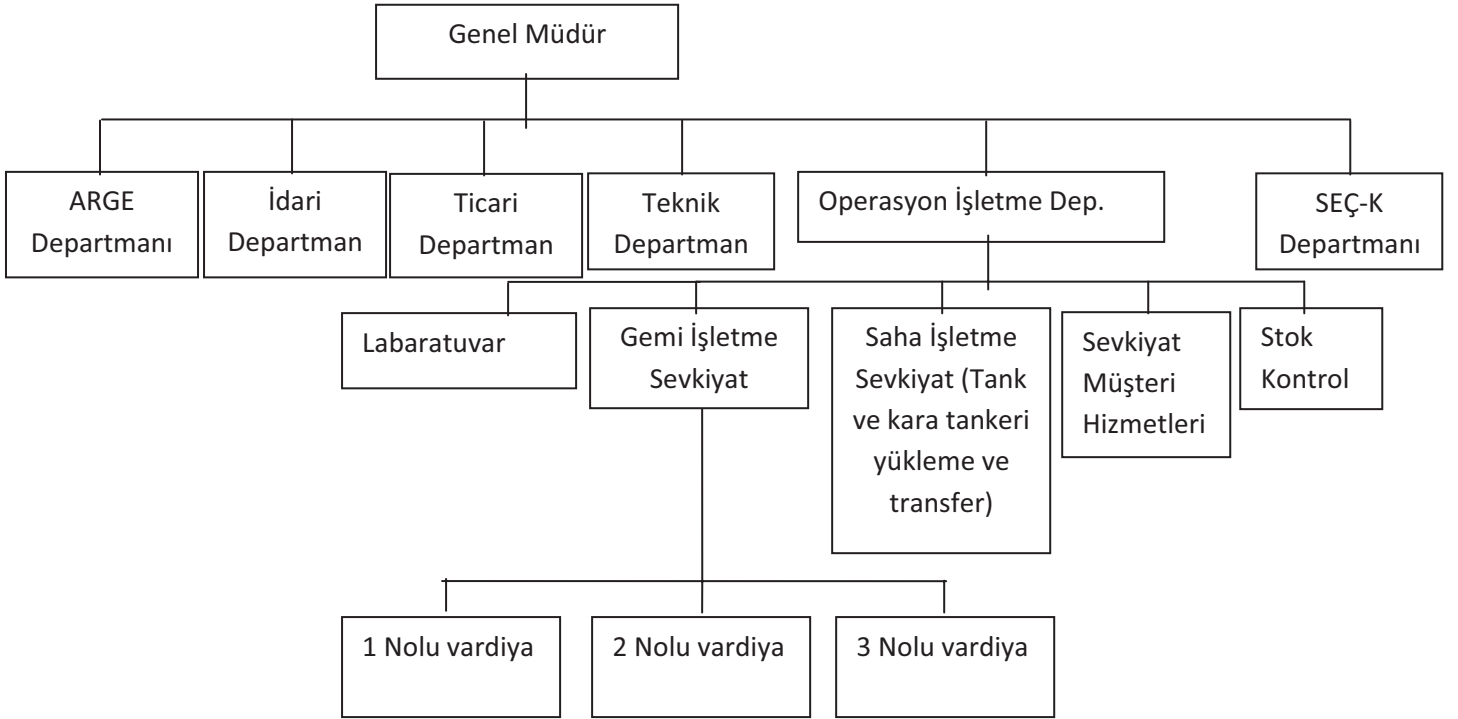 Genel Müdür
ARGE
Departmanı
İdari
Departman
Ticari
Departman
Teknik
Departman
Operasyon İşletme Dep.
SEÇ-K
Departmanı
Labaratuvar
Gemi İşletme
Sevkiyat
Saha İşletme
Sevkiyat (Tank
ve kara tankeri
yükleme ve
transfer)
Sevkiyat
Müşteri
Hizmetleri
Stok
Kontrol
1 Nolu vardiya
2 Nolu vardiya
3 Nolu vardiya